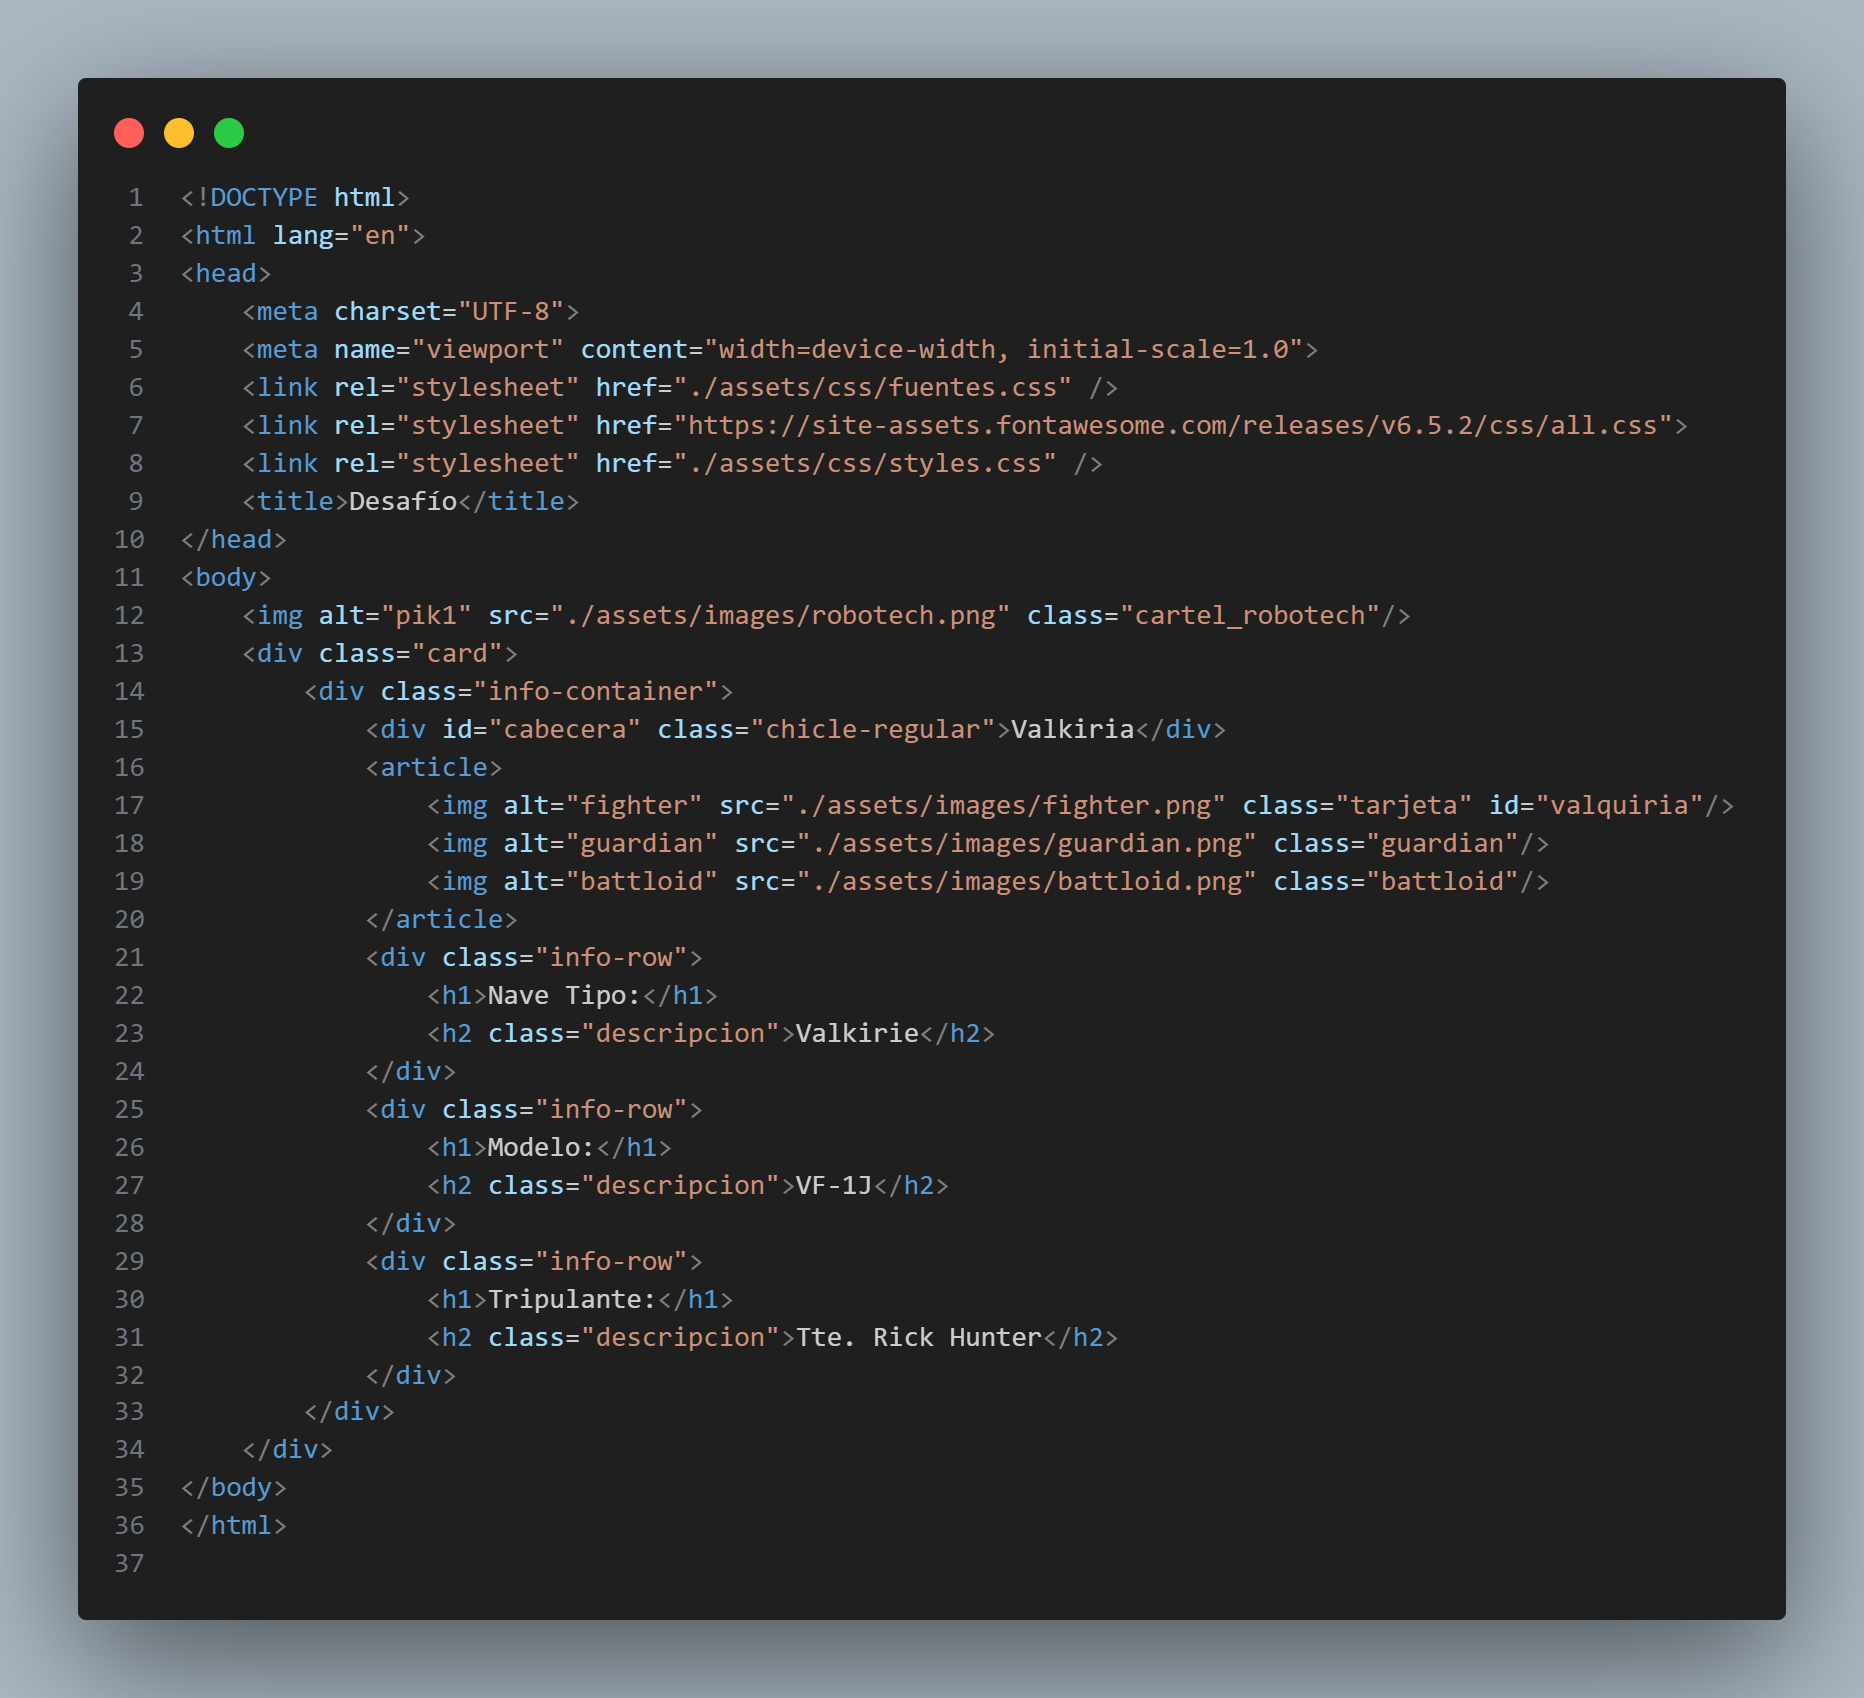 1 <!DOCTYPE html>
2 <html lang="en">
3 <head>
4     <meta charset="UTF-8">
5     <meta name="viewport" content="width=device-width, initial-scale=1.0">
6     <link rel="stylesheet" href="./assets/css/fuentes.css" />
7     <link rel="stylesheet" href="https://site-assets.fontawesome.com/releases/v6.5.2/css/all.css">
8     <link rel="stylesheet" href="./assets/css/styles.css" />
9     <title>Desafío</title>
10 </head>
11 <body>
12     <img alt="pik1" src="./assets/images/robotech.png" class="cartel_robotech"/>
13     <div class="card">
14         <div class="info-container">
15             <div id="cabecera" class="chicle-regular">Valkiria</div>
16             <article>
17                 <img alt="fighter" src="./assets/images/fighter.png" class="tarjeta" id="valquiria"/>
18                 <img alt="guardian" src="./assets/images/guardian.png" class="guardian"/>
19                 <img alt="battloid" src="./assets/images/battloid.png" class="battloid"/>
20             </article>
21             <div class="info-row">
22                 <h1>Nave Tipo:</h1>
23                 <h2 class="descripcion">Valkirie</h2>
24             </div>
25             <div class="info-row">
26                 <h1>Modelo:</h1>
27                 <h2 class="descripcion">VF-1J</h2>
28             </div>
29             <div class="info-row">
30                 <h1>Tripulante:</h1>
31                 <h2 class="descripcion">Tte. Rick Hunter</h2>
32             </div>
33         </div>
34     </div>
35 </body>
36 </html>
37